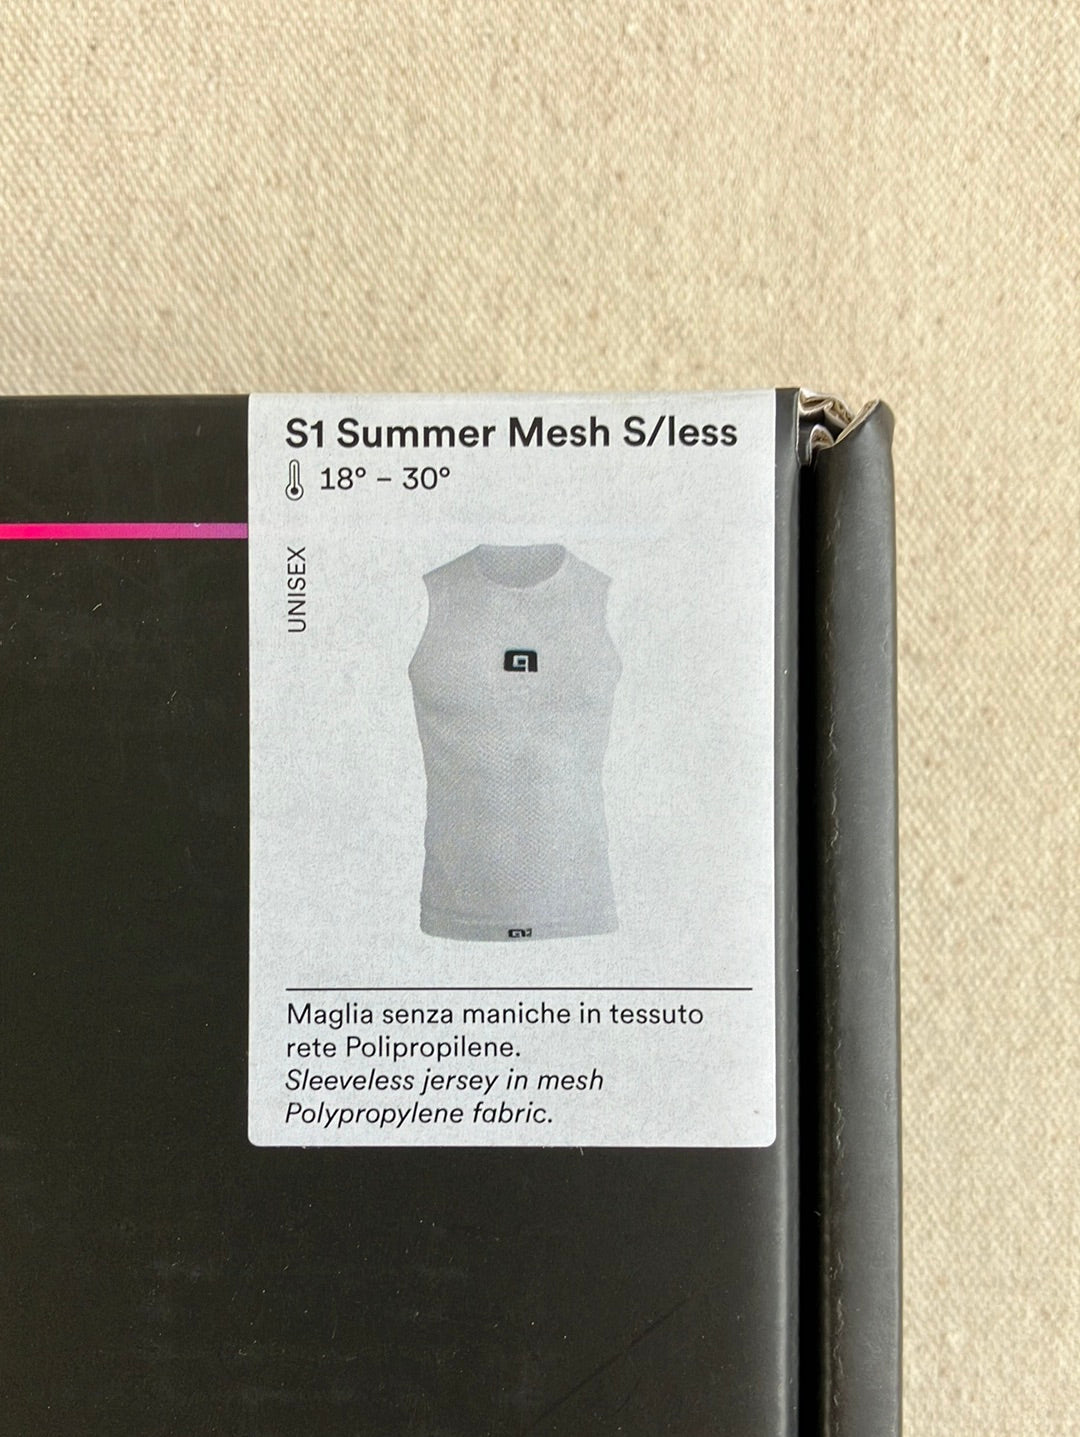 S1 Summer Mesh S/less
18° – 30°
UNISEX
Maglia senza maniche in tessuto
rete Polipropilene.
Sleeveless jersey in mesh
Polypropylene fabric.